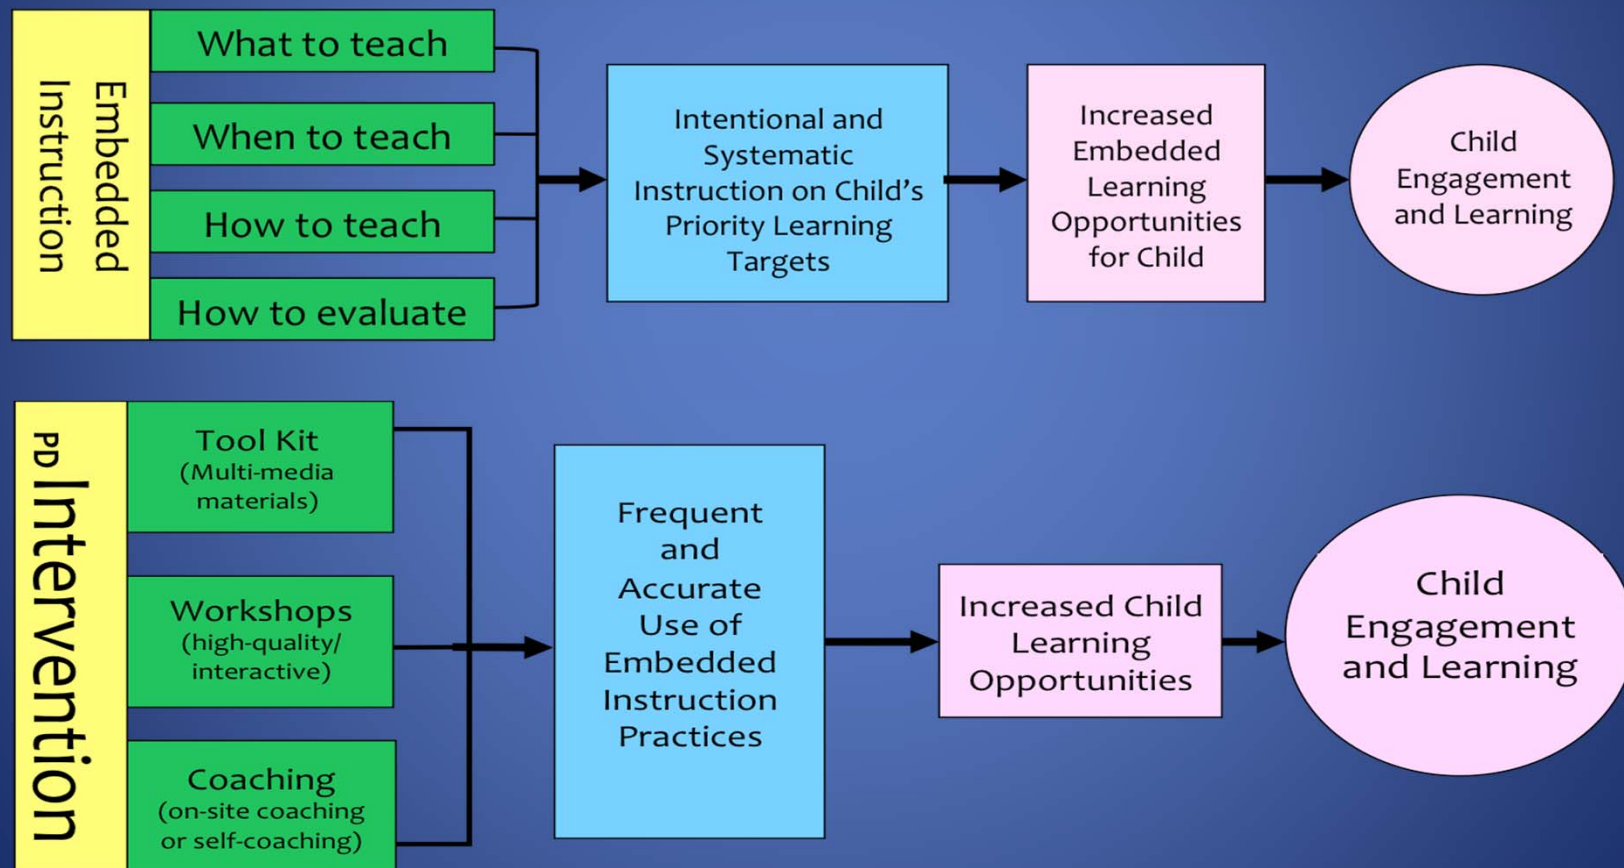 Embedded
Instruction
What to teach
When to teach
How to teach
How to evaluate
Intentional and
Systematic
Instruction on Child’s
Priority Learning
Targets
Increased
Embedded
Learning
Opportunities
for Child
Child
Engagement
and Learning
PD Intervention
Tool Kit
(Multi-media
materials)
Workshops
(high-quality/
interactive)
Coaching
(on-site coaching
or self-coaching)
Frequent
and
Accurate
Use of
Embedded
Instruction
Practices
Increased Child
Learning
Opportunities
Child
Engagement
and Learning